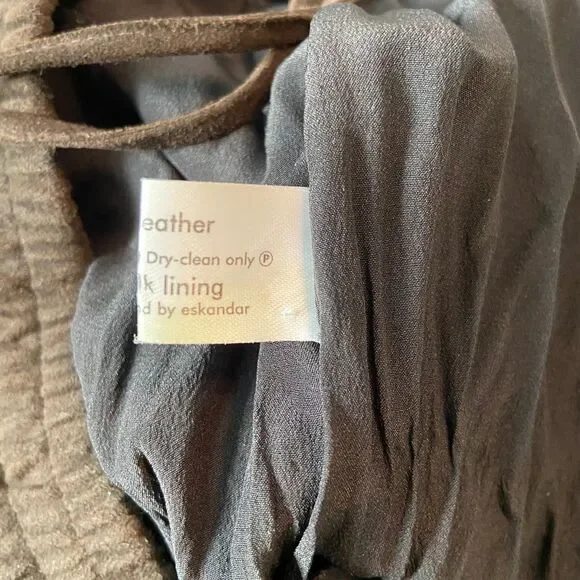 eather
Dry-clean only Ⓟ
k lining
d by eskandar